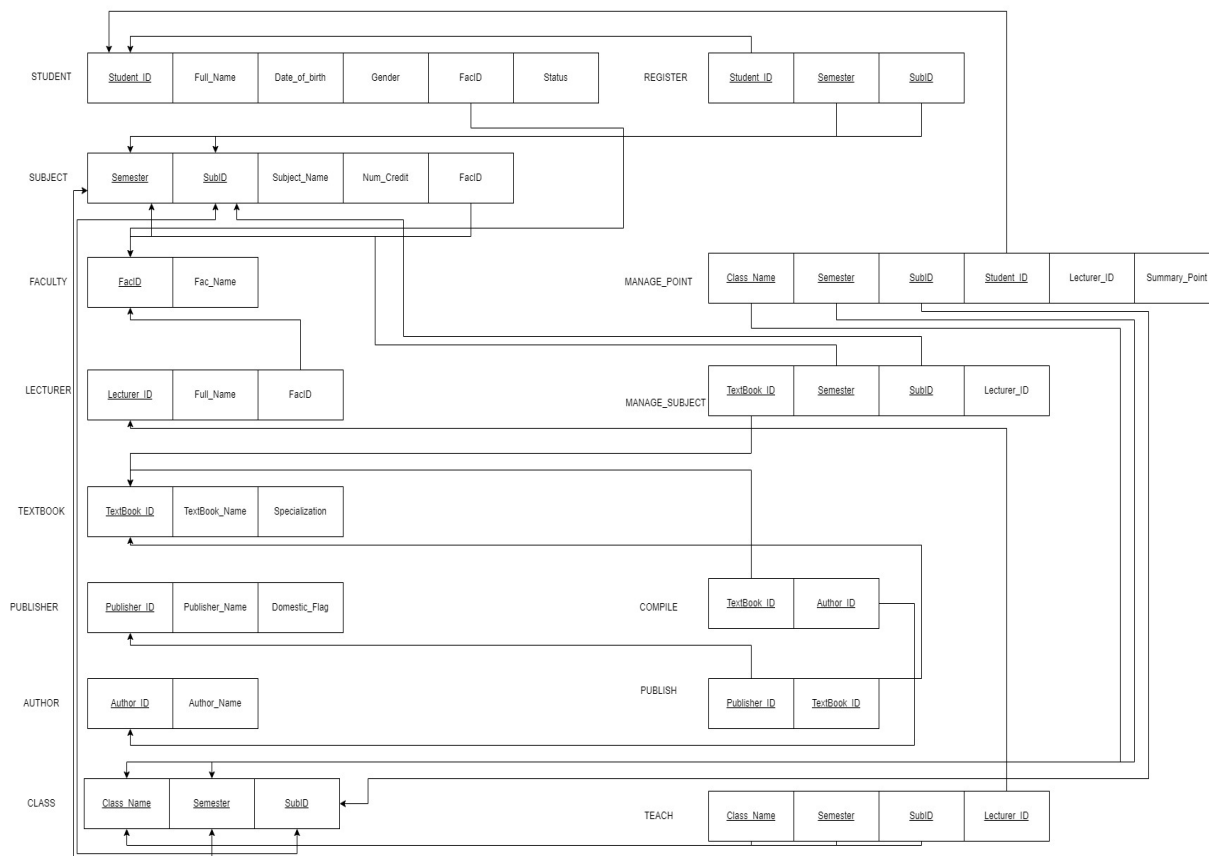 STUDENT Student_ID Full_Name Date_of_birth Gender FacID Status
REGISTER Student_ID Semester SubID
SUBJECT Semester SubID Subject_Name Num_Credit FacID
FACULTY FacID Fac_Name
MANAGE_POINT Class_Name Semester SubID Student_ID Lecturer_ID Summary_Point
LECTURER Lecturer_ID Full_Name FacID
MANAGE_SUBJECT TextBook_ID Semester SubID Lecturer_ID
TEXTBOOK TextBook_ID TextBook_Name Specialization
PUBLISHER Publisher_ID Publisher_Name Domestic_Flag
COMPILE TextBook_ID Author_ID
AUTHOR Author_ID Author_Name
PUBLISH Publisher_ID TextBook_ID
CLASS Class_Name Semester SubID
TEACH Class_Name Semester SubID Lecturer_ID